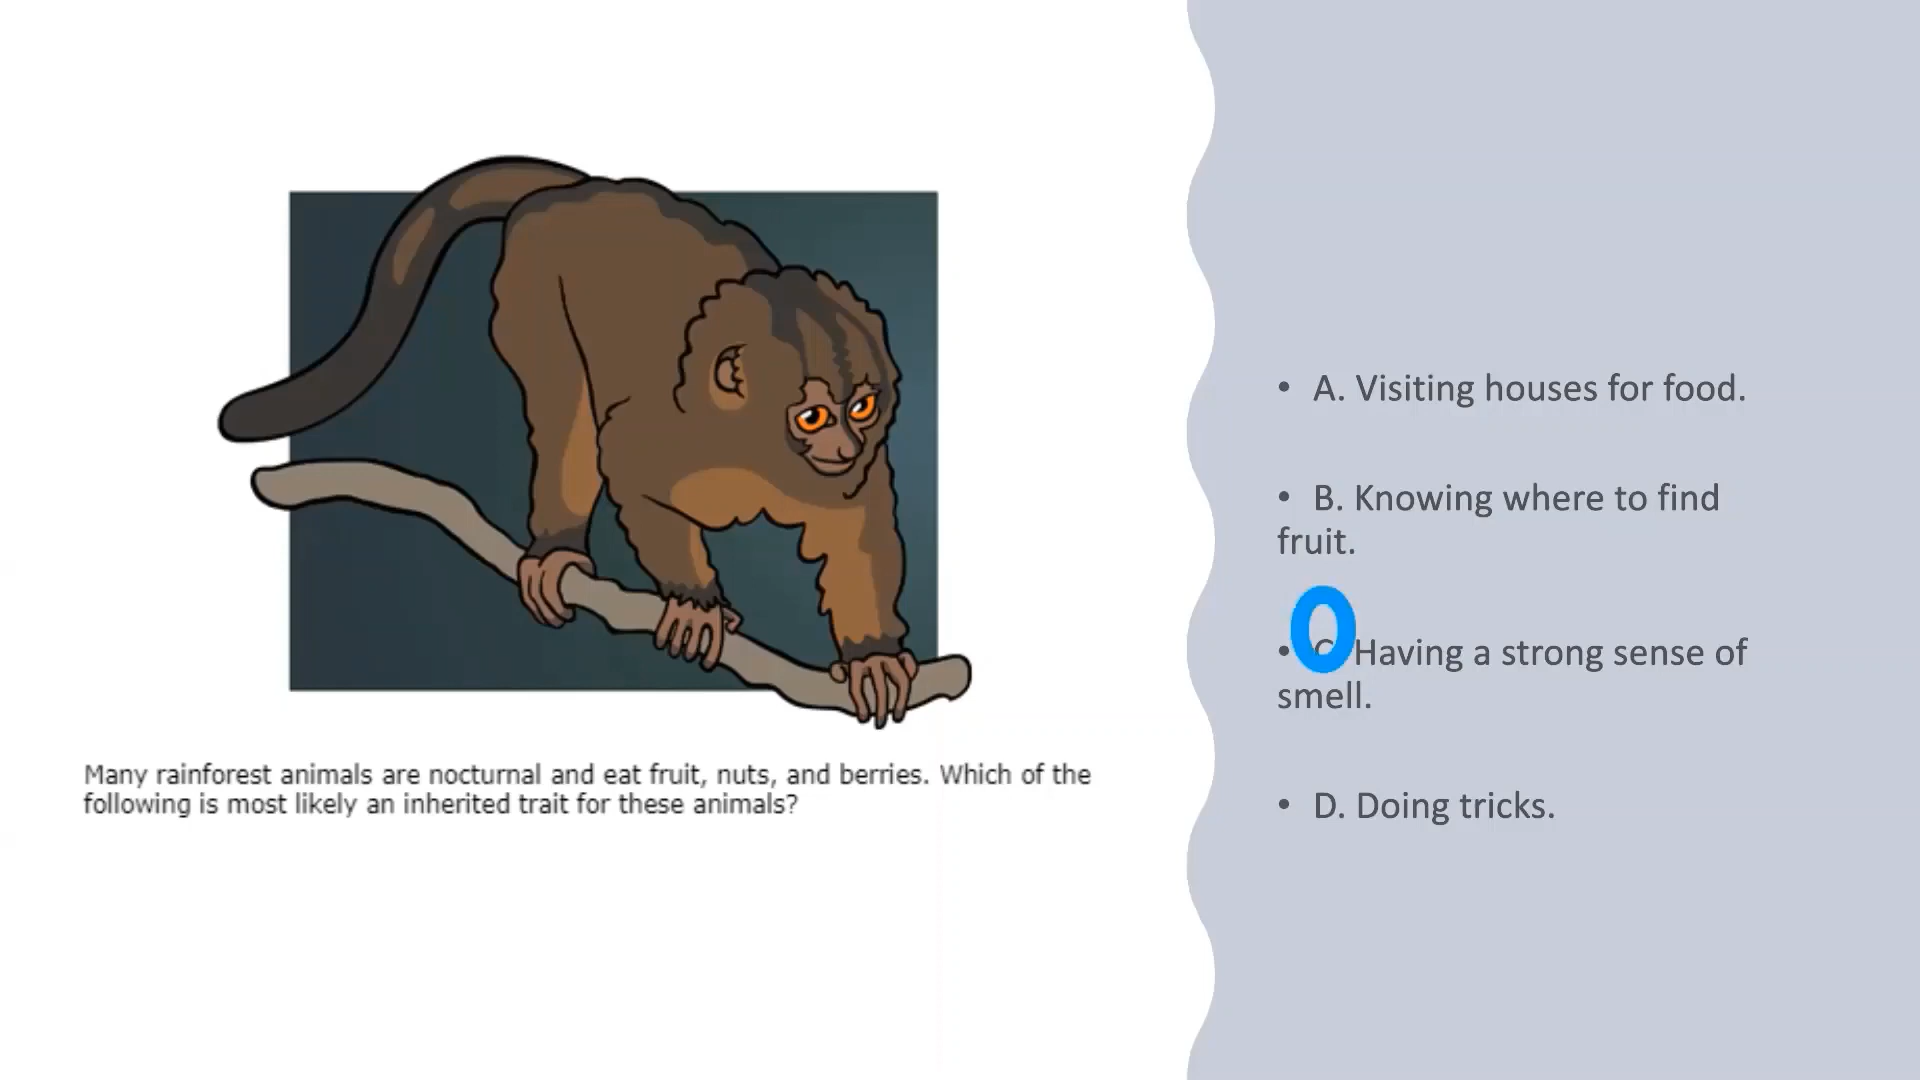 • A. Visiting houses for food.
• B. Knowing where to find
fruit.
• C. Having a strong sense of
smell.
• D. Doing tricks.
Many rainforest animals are nocturnal and eat fruit, nuts, and berries. Which of the
following is most likely an inherited trait for these animals?